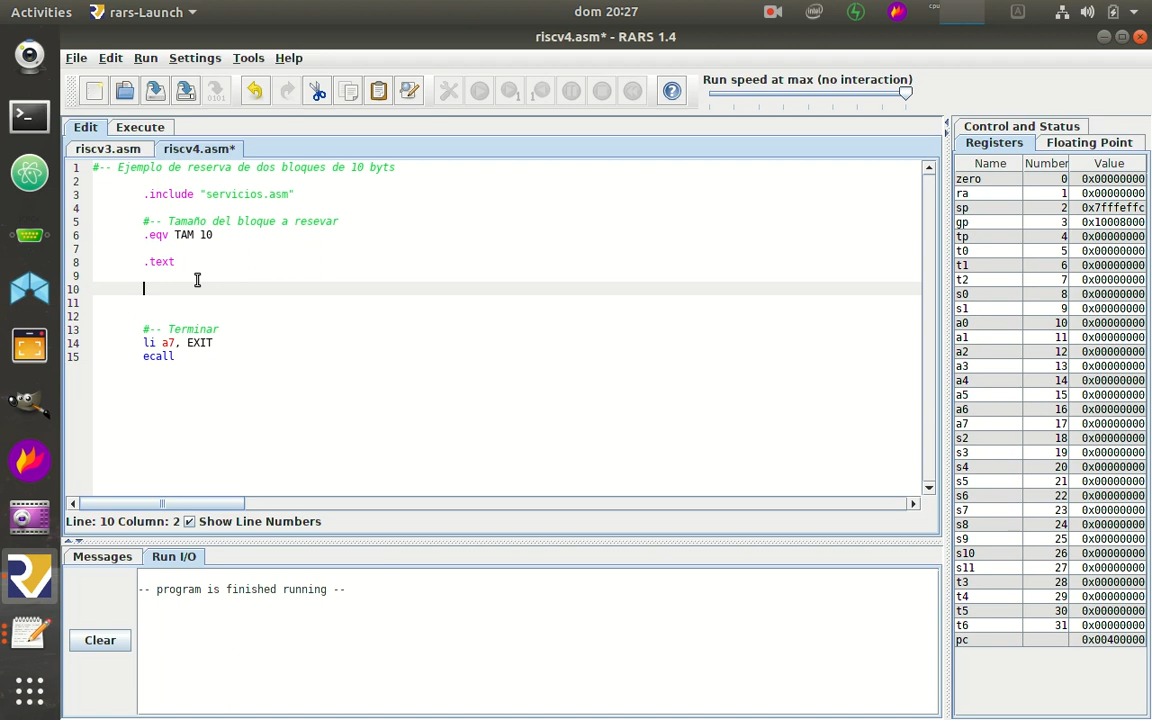 Activities
rars-Launch
dom 20:27
cpu
A
riscv4.asm* - RARS 1.4
File Edit Run Settings Tools Help
Run speed at max (no interaction)
Edit Execute
riscv3.asm riscv4.asm*
1 #-- Ejemplo de reserva de dos bloques de 10 byts
2
3 .include "servicios.asm"
4
5 #-- Tamaño del bloque a resevar
6 .eqv TAM 10
7
8 .text
9
10
11
12
13 #-- Terminar
14 li a7, EXIT
15 ecall
Line: 10 Column: 2 Show Line Numbers
Messages Run I/O
Clear
-- program is finished running --
Control and Status
Registers Floating Point
Name Number Value
zero 0 0x00000000
ra 1 0x00000000
sp 2 0x7fffeffc
gp 3 0x10008000
tp 4 0x00000000
t0 5 0x00000000
t1 6 0x00000000
t2 7 0x00000000
s0 8 0x00000000
s1 9 0x00000000
a0 10 0x00000000
a1 11 0x00000000
a2 12 0x00000000
a3 13 0x00000000
a4 14 0x00000000
a5 15 0x00000000
a6 16 0x00000000
a7 17 0x00000000
s2 18 0x00000000
s3 19 0x00000000
s4 20 0x00000000
s5 21 0x00000000
s6 22 0x00000000
s7 23 0x00000000
s8 24 0x00000000
s9 25 0x00000000
s10 26 0x00000000
s11 27 0x00000000
t3 28 0x00000000
t4 29 0x00000000
t5 30 0x00000000
t6 31 0x00000000
pc 0x00400000